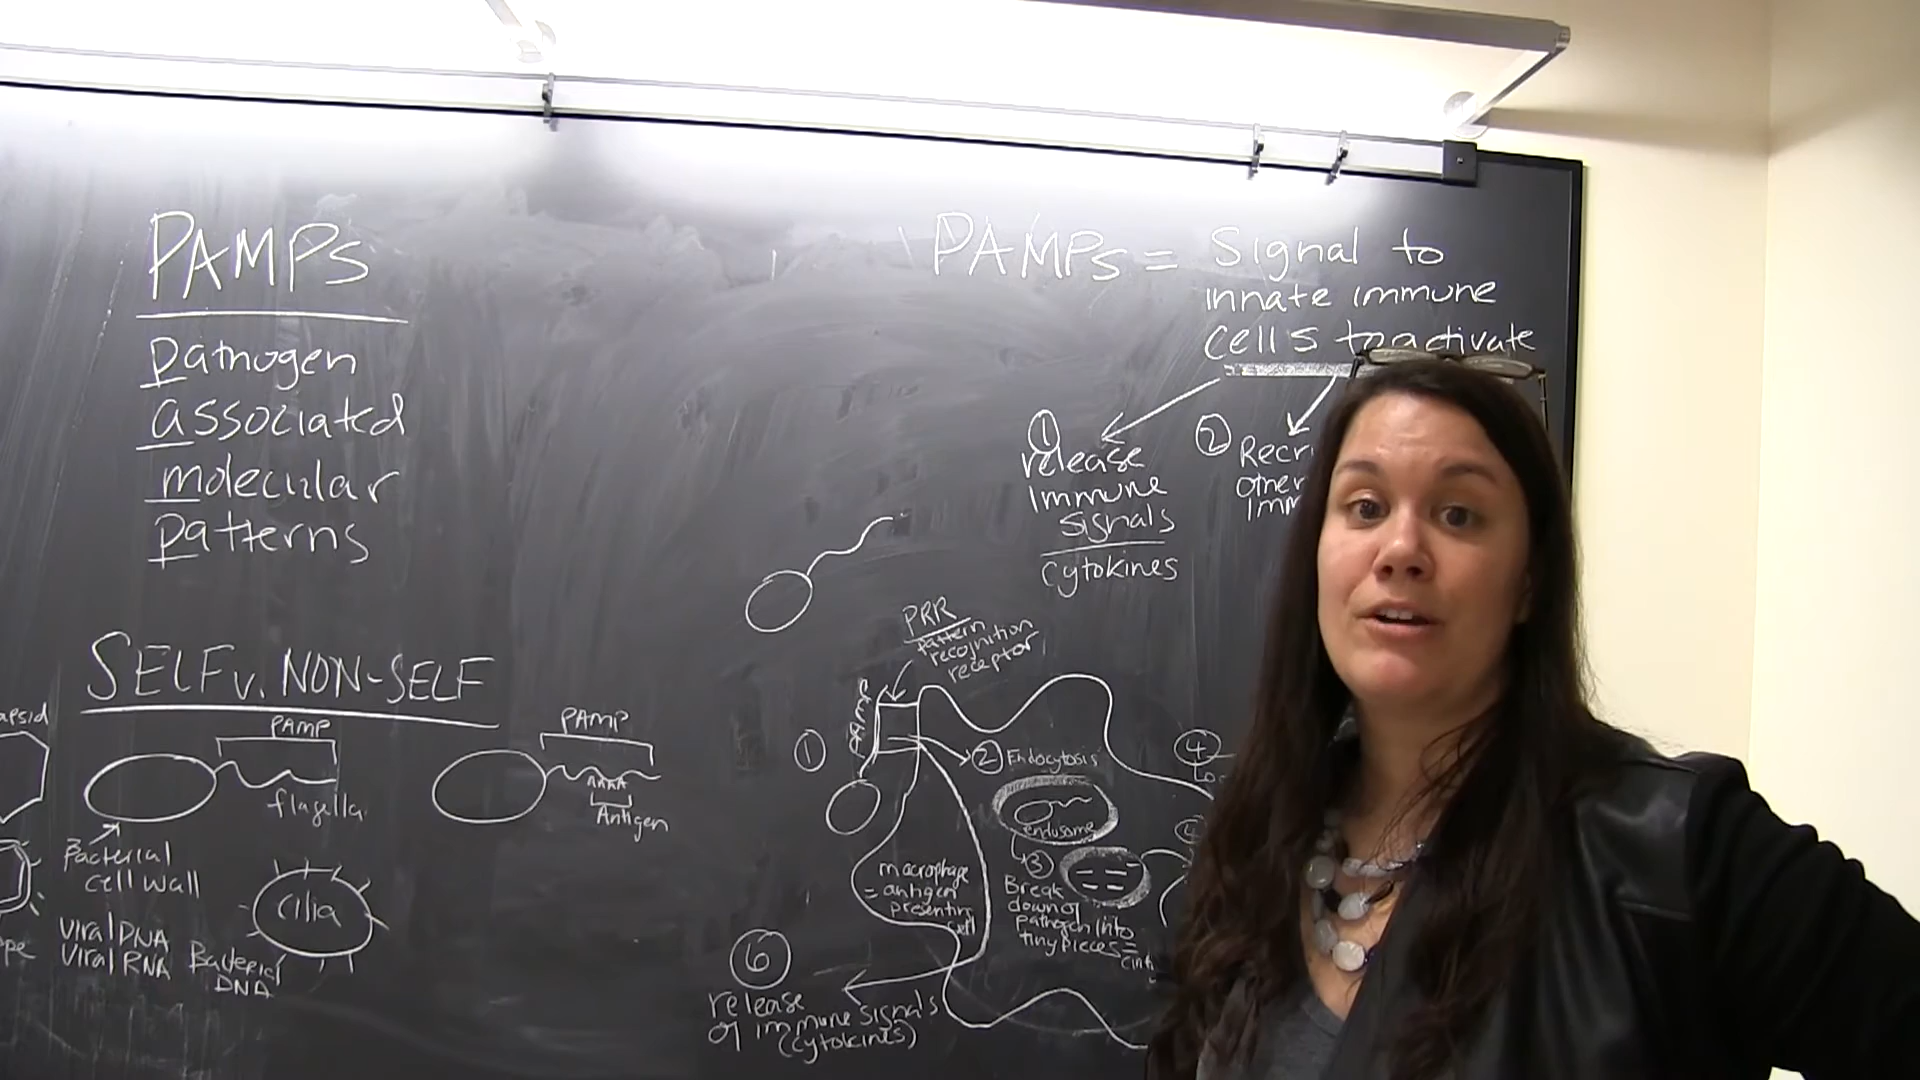 PAMPs
pathogen
associated
molecular
patterns
SELF v. NON-SELF
PAMP
flagella
Bacterial
cell wall
viral DNA
viral RNA
Bacterial
DNA
cilia
PAMP
Antigen
PAMPs = Signal to
innate immune
cells to activate
①
release
immune
signals
cytokines
②
other
PRR
pattern
recognition
receptor
①
② Endocytosis
endosome
③
Break
down of
pathogen into
tiny pieces =
④
macrophage
= antigen
presenting
cell
⑥
release
of immune signals
(cytokines)